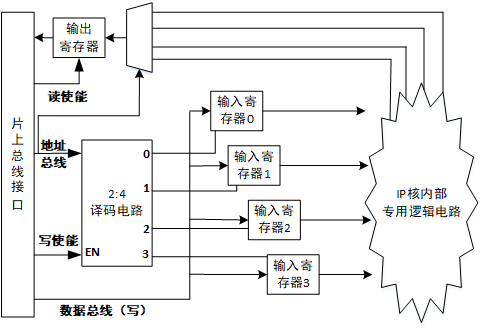 输出
寄存器
读使能
片上总线接口
地址
总线
2:4
译码电路
写使能
EN
0
1
2
3
输入寄
存器0
输入寄
存器1
输入寄
存器2
输入寄
存器3
IP核内部
专用逻辑电路
数据总线（写）